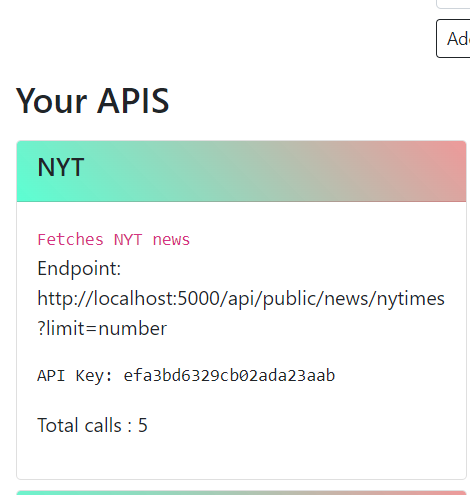 Add
Your APIS
NYT
Fetches NYT news
Endpoint:
http://localhost:5000/api/public/news/nytimes
?limit=number
API Key: efa3bd6329cb02ada23aab
Total calls : 5